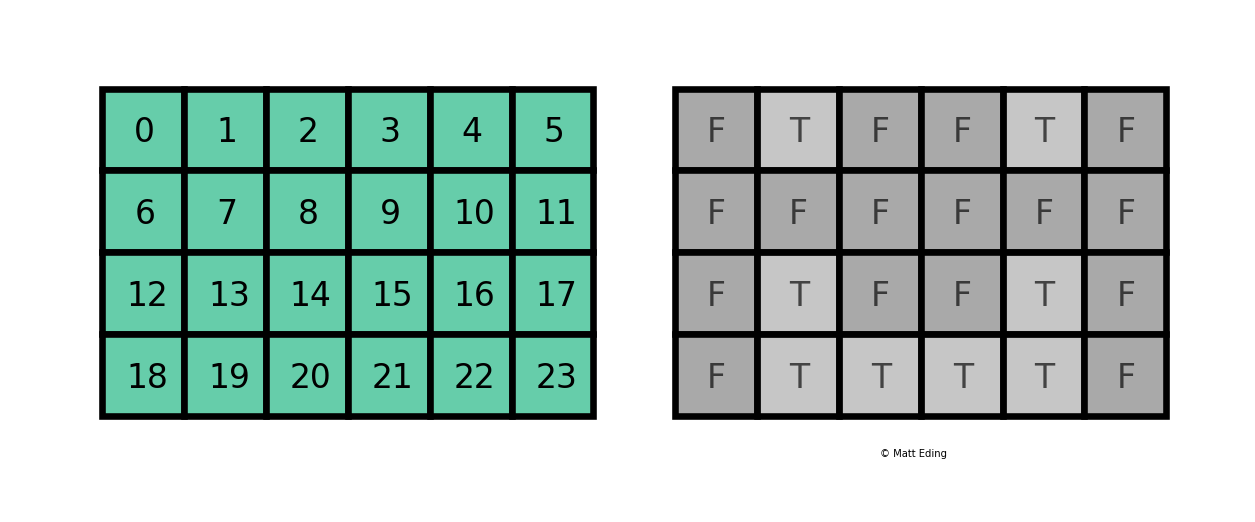 0 1 2 3 4 5
6 7 8 9 10 11
12 13 14 15 16 17
18 19 20 21 22 23
F T F F T F
F F F F F F
F T F F T F
F T T T T F
© Matt Eding